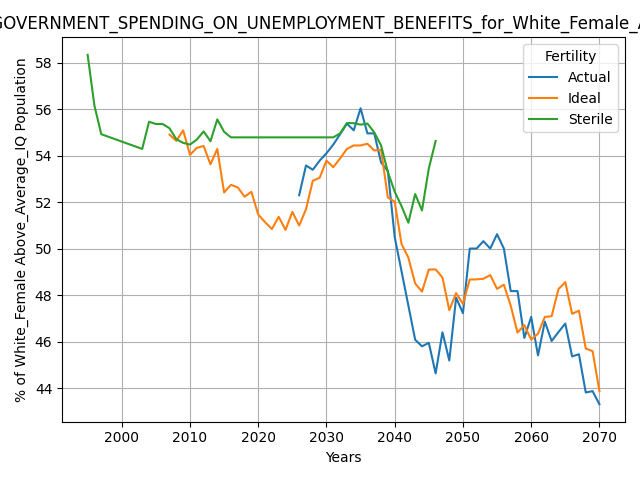 GOVERNMENT_SPENDING_ON_UNEMPLOYMENT_BENEFITS_for_White_Female_
% of White_Female Above_Average_IQ Population
58
56
54
52
50
48
46
44
Fertility
Actual
Ideal
Sterile
2000
2010
2020
2030
2040
2050
2060
2070
Years